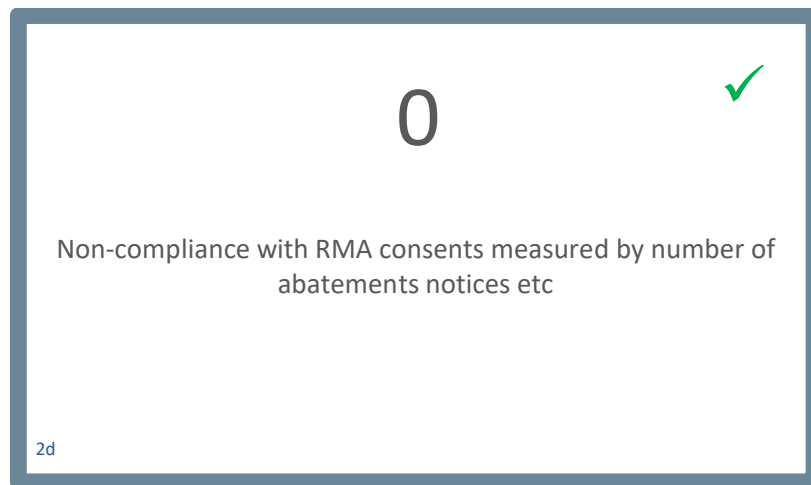 0
Non-compliance with RMA consents measured by number of
abatements notices etc
2d